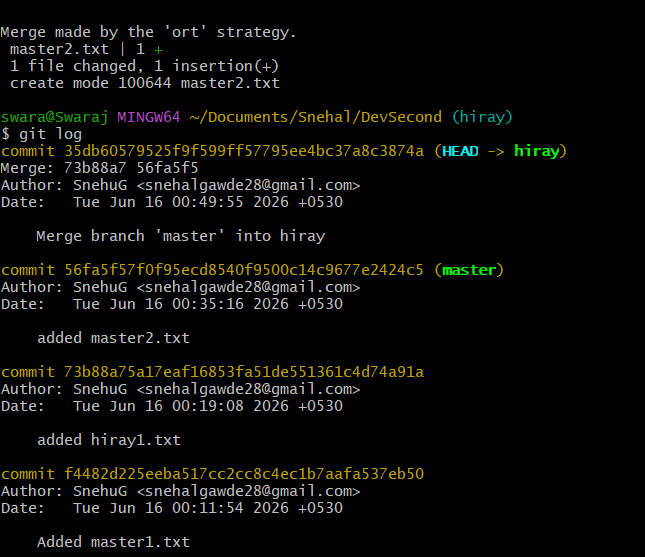 Merge made by the 'ort' strategy.
 master2.txt | 1 +
 1 file changed, 1 insertion(+)
 create mode 100644 master2.txt
swara@Swaraj MINGW64 ~/Documents/Snehal/DevSecond (hiray)
$ git log
commit 35db60579525f9f599ff57795ee4bc37a8c3874a (HEAD -> hiray)
Merge: 73b88a7 56fa5f5
Author: SnehuG <snehalgawde28@gmail.com>
Date:   Tue Jun 16 00:49:55 2026 +0530
    Merge branch 'master' into hiray
commit 56fa5f57f0f95ecd8540f9500c14c9677e2424c5 (master)
Author: SnehuG <snehalgawde28@gmail.com>
Date:   Tue Jun 16 00:35:16 2026 +0530
    added master2.txt
commit 73b88a75a17eaf16853fa51de551361c4d74a91a
Author: SnehuG <snehalgawde28@gmail.com>
Date:   Tue Jun 16 00:19:08 2026 +0530
    added hiray1.txt
commit f4482d225eeba517cc2cc8c4ec1b7aafa537eb50
Author: SnehuG <snehalgawde28@gmail.com>
Date:   Tue Jun 16 00:11:54 2026 +0530
    Added master1.txt